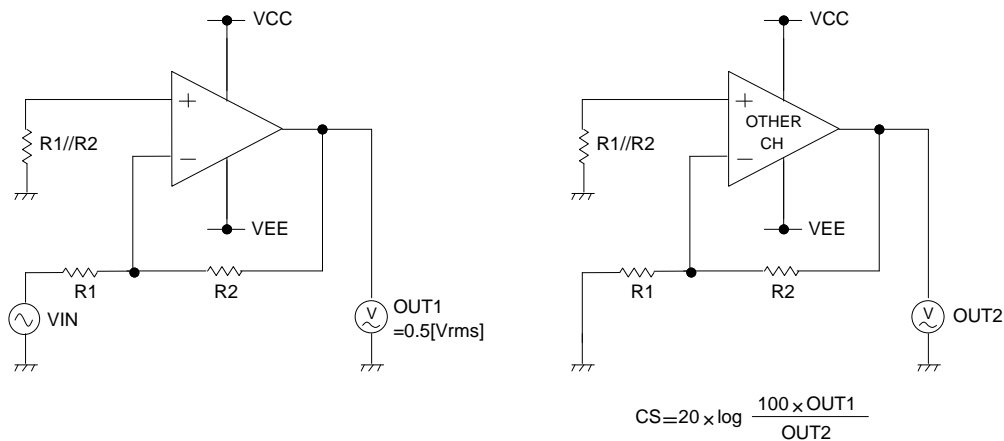 VCC
+
R1//R2
−
VEE
R1
R2
VIN
V
OUT1
=0.5[Vrms]
VCC
+
OTHER
CH
R1//R2
−
VEE
R1
R2
V
OUT2
CS=20×log 100×OUT1
OUT2